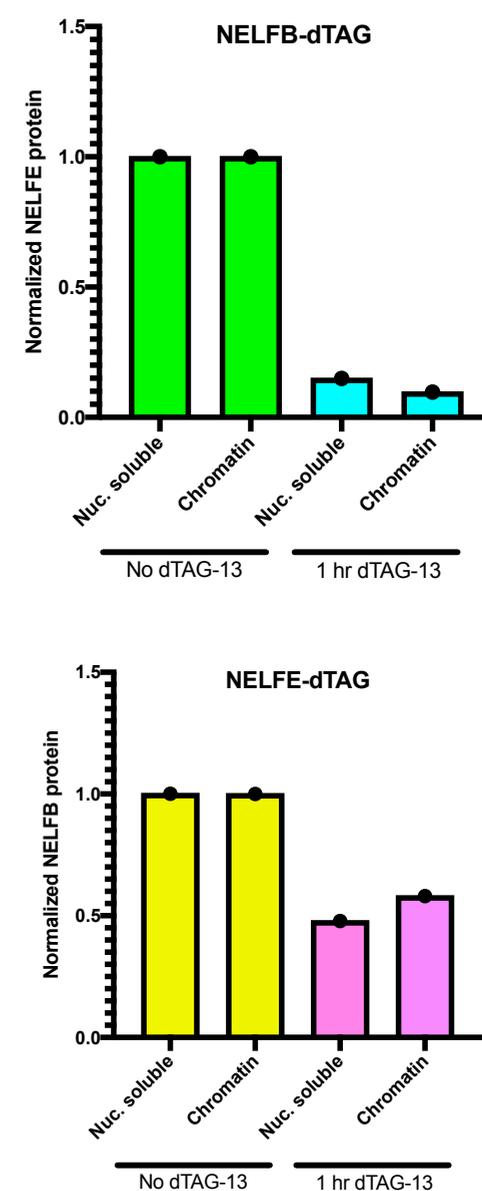 NELFB-dTAG
Normalized NELFE protein
1.5
1.0
0.5
0.0
Nuc. soluble
Chromatin
Nuc. soluble
Chromatin
No dTAG-13
1 hr dTAG-13
NELFE-dTAG
Normalized NELFB protein
1.5
1.0
0.5
0.0
Nuc. soluble
Chromatin
Nuc. soluble
Chromatin
No dTAG-13
1 hr dTAG-13